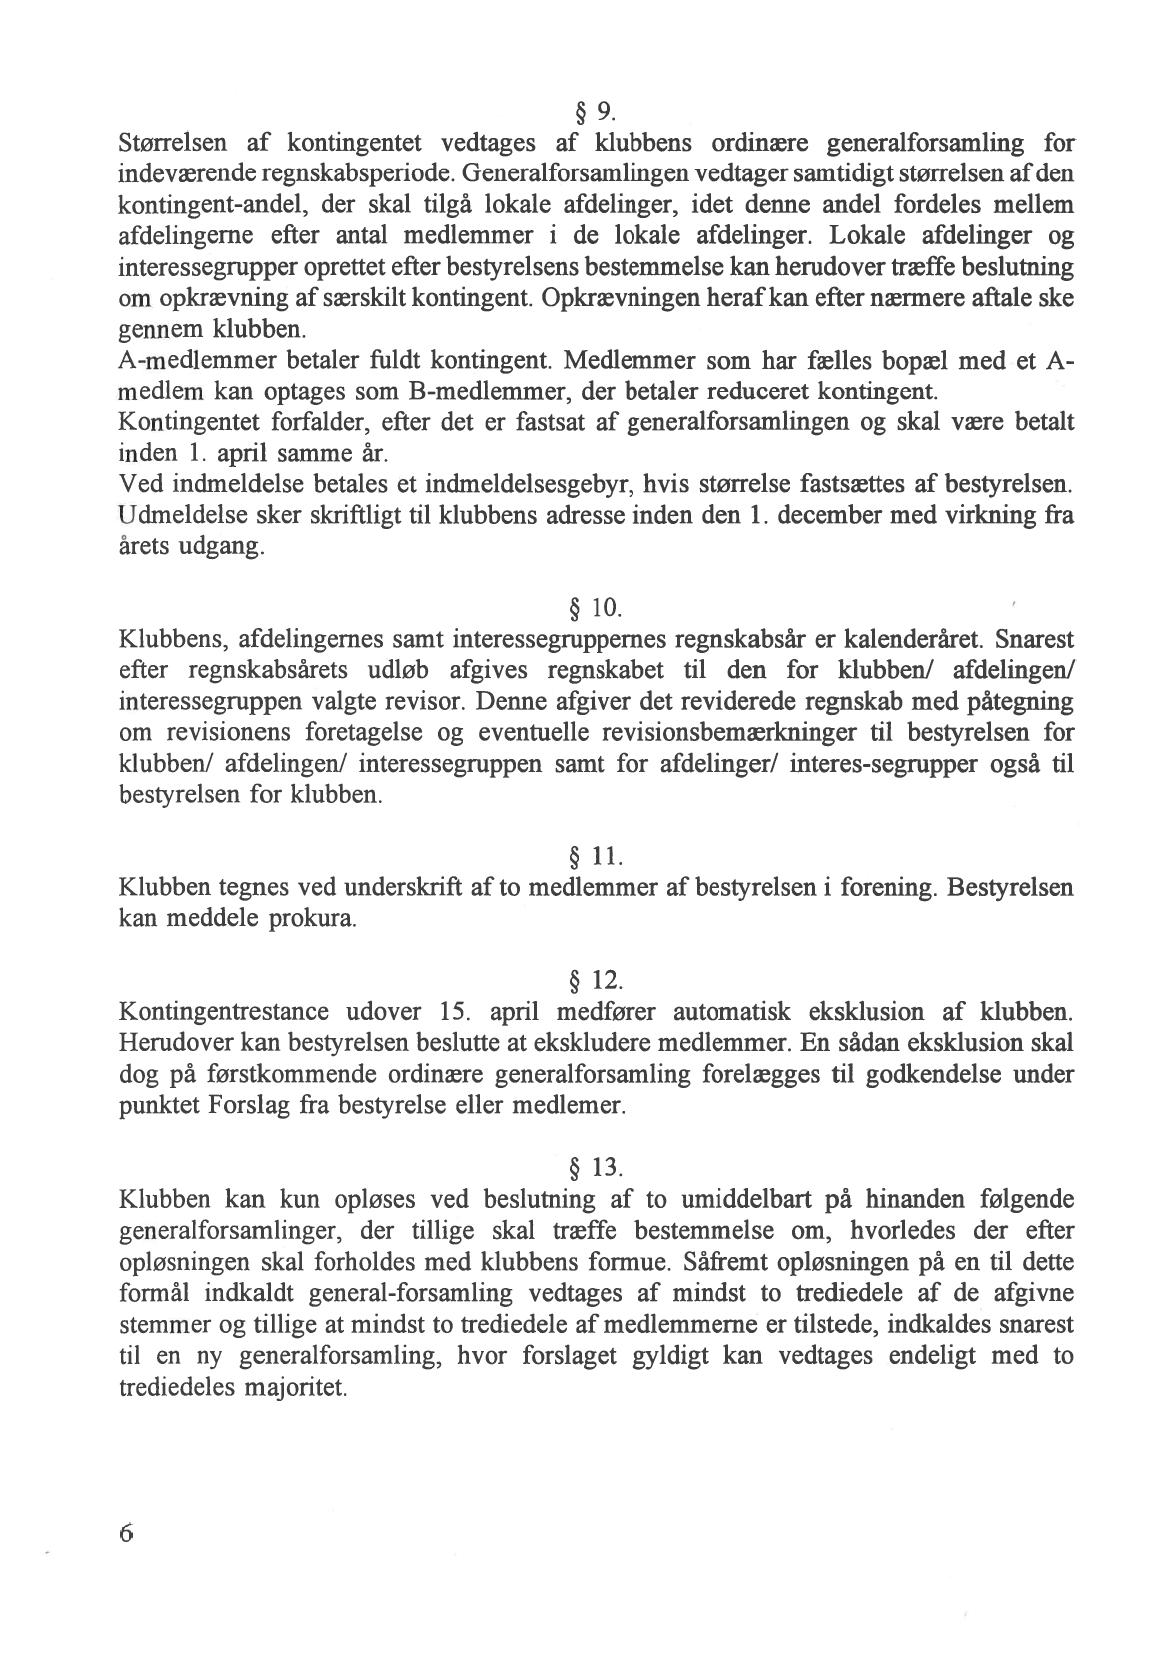 § 9.
Størrelsen af kontingentet vedtages af klubbens ordinære generalforsamling for
indeværende regnskabsperiode. Generalforsamlingen vedtager samtidigt størrelsen af den
kontingent-andel, der skal tilgå lokale afdelinger, idet denne andel fordeles mellem
afdelingerne efter antal medlemmer i de lokale afdelinger. Lokale afdelinger og
interessegrupper oprettet efter bestyrelsens bestemmelse kan herudover træffe beslutning
om opkrævning af særskilt kontingent. Opkrævningen heraf kan efter nærmere aftale ske
gennem klubben.
A-medlemmer betaler fuldt kontingent. Medlemmer som har fælles bopæl med et A-
medlem kan optages som B-medlemmer, der betaler reduceret kontingent.
Kontingentet forfalder, efter det er fastsat af generalforsamlingen og skal være betalt
inden 1. april samme år.
Ved indmeldelse betales et indmeldelsesgebyr, hvis størrelse fastsættes af bestyrelsen.
Udmeldelse sker skriftligt til klubbens adresse inden den 1. december med virkning fra
årets udgang.
§ 10.
Klubbens, afdelingernes samt interessegruppernes regnskabsår er kalenderåret. Snarest
efter regnskabsårets udløb afgives regnskabet til den for klubben/ afdelingen/
interessegruppen valgte revisor. Denne afgiver det reviderede regnskab med påtegning
om revisionens foretagelse og eventuelle revisionsbemærkninger til bestyrelsen for
klubben/ afdelingen/ interessegruppen samt for afdelinger/ interes-segrupper også til
bestyrelsen for klubben.
§ 11.
Klubben tegnes ved underskrift af to medlemmer af bestyrelsen i forening. Bestyrelsen
kan meddele prokura.
§ 12.
Kontingentrestance udover 15. april medfører automatisk eksklusion af klubben.
Herudover kan bestyrelsen beslutte at ekskludere medlemmer. En sådan eksklusion skal
dog på førstkommende ordinære generalforsamling forelægges til godkendelse under
punktet Forslag fra bestyrelse eller medlemer.
§ 13.
Klubben kan kun opløses ved beslutning af to umiddelbart på hinanden følgende
generalforsamlinger, der tillige skal træffe bestemmelse om, hvorledes der efter
opløsningen skal forholdes med klubbens formue. Såfremt opløsningen på en til dette
formål indkaldt general-forsamling vedtages af mindst to trediedele af de afgivne
stemmer og tillige at mindst to trediedele af medlemmerne er tilstede, indkaldes snarest
til en ny generalforsamling, hvor forslaget gyldigt kan vedtages endeligt med to
trediedeles majoritet.
6